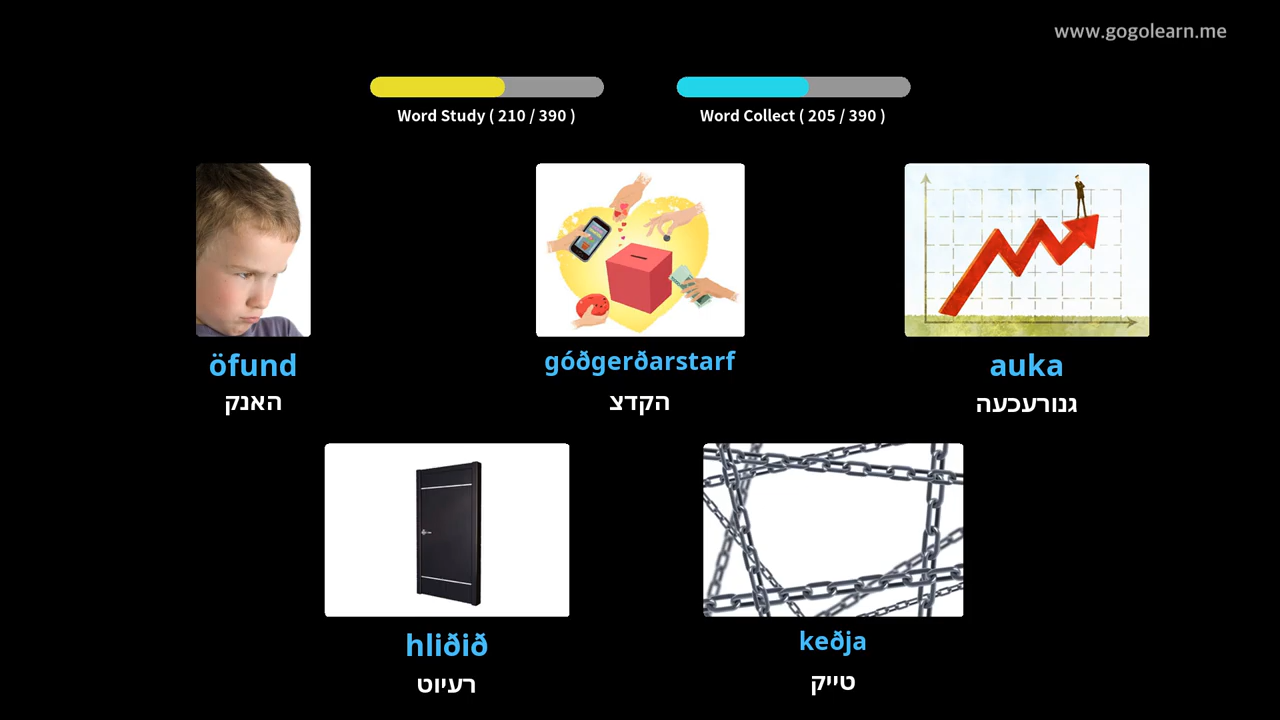 www.gogolearn.me
Word Study ( 210 / 390 )
Word Collect ( 205 / 390 )
öfund
האנק
góðgerðarstarf
הקדצ
auka
גנורעכעה
hliðið
רעיוט
keðja
טייק